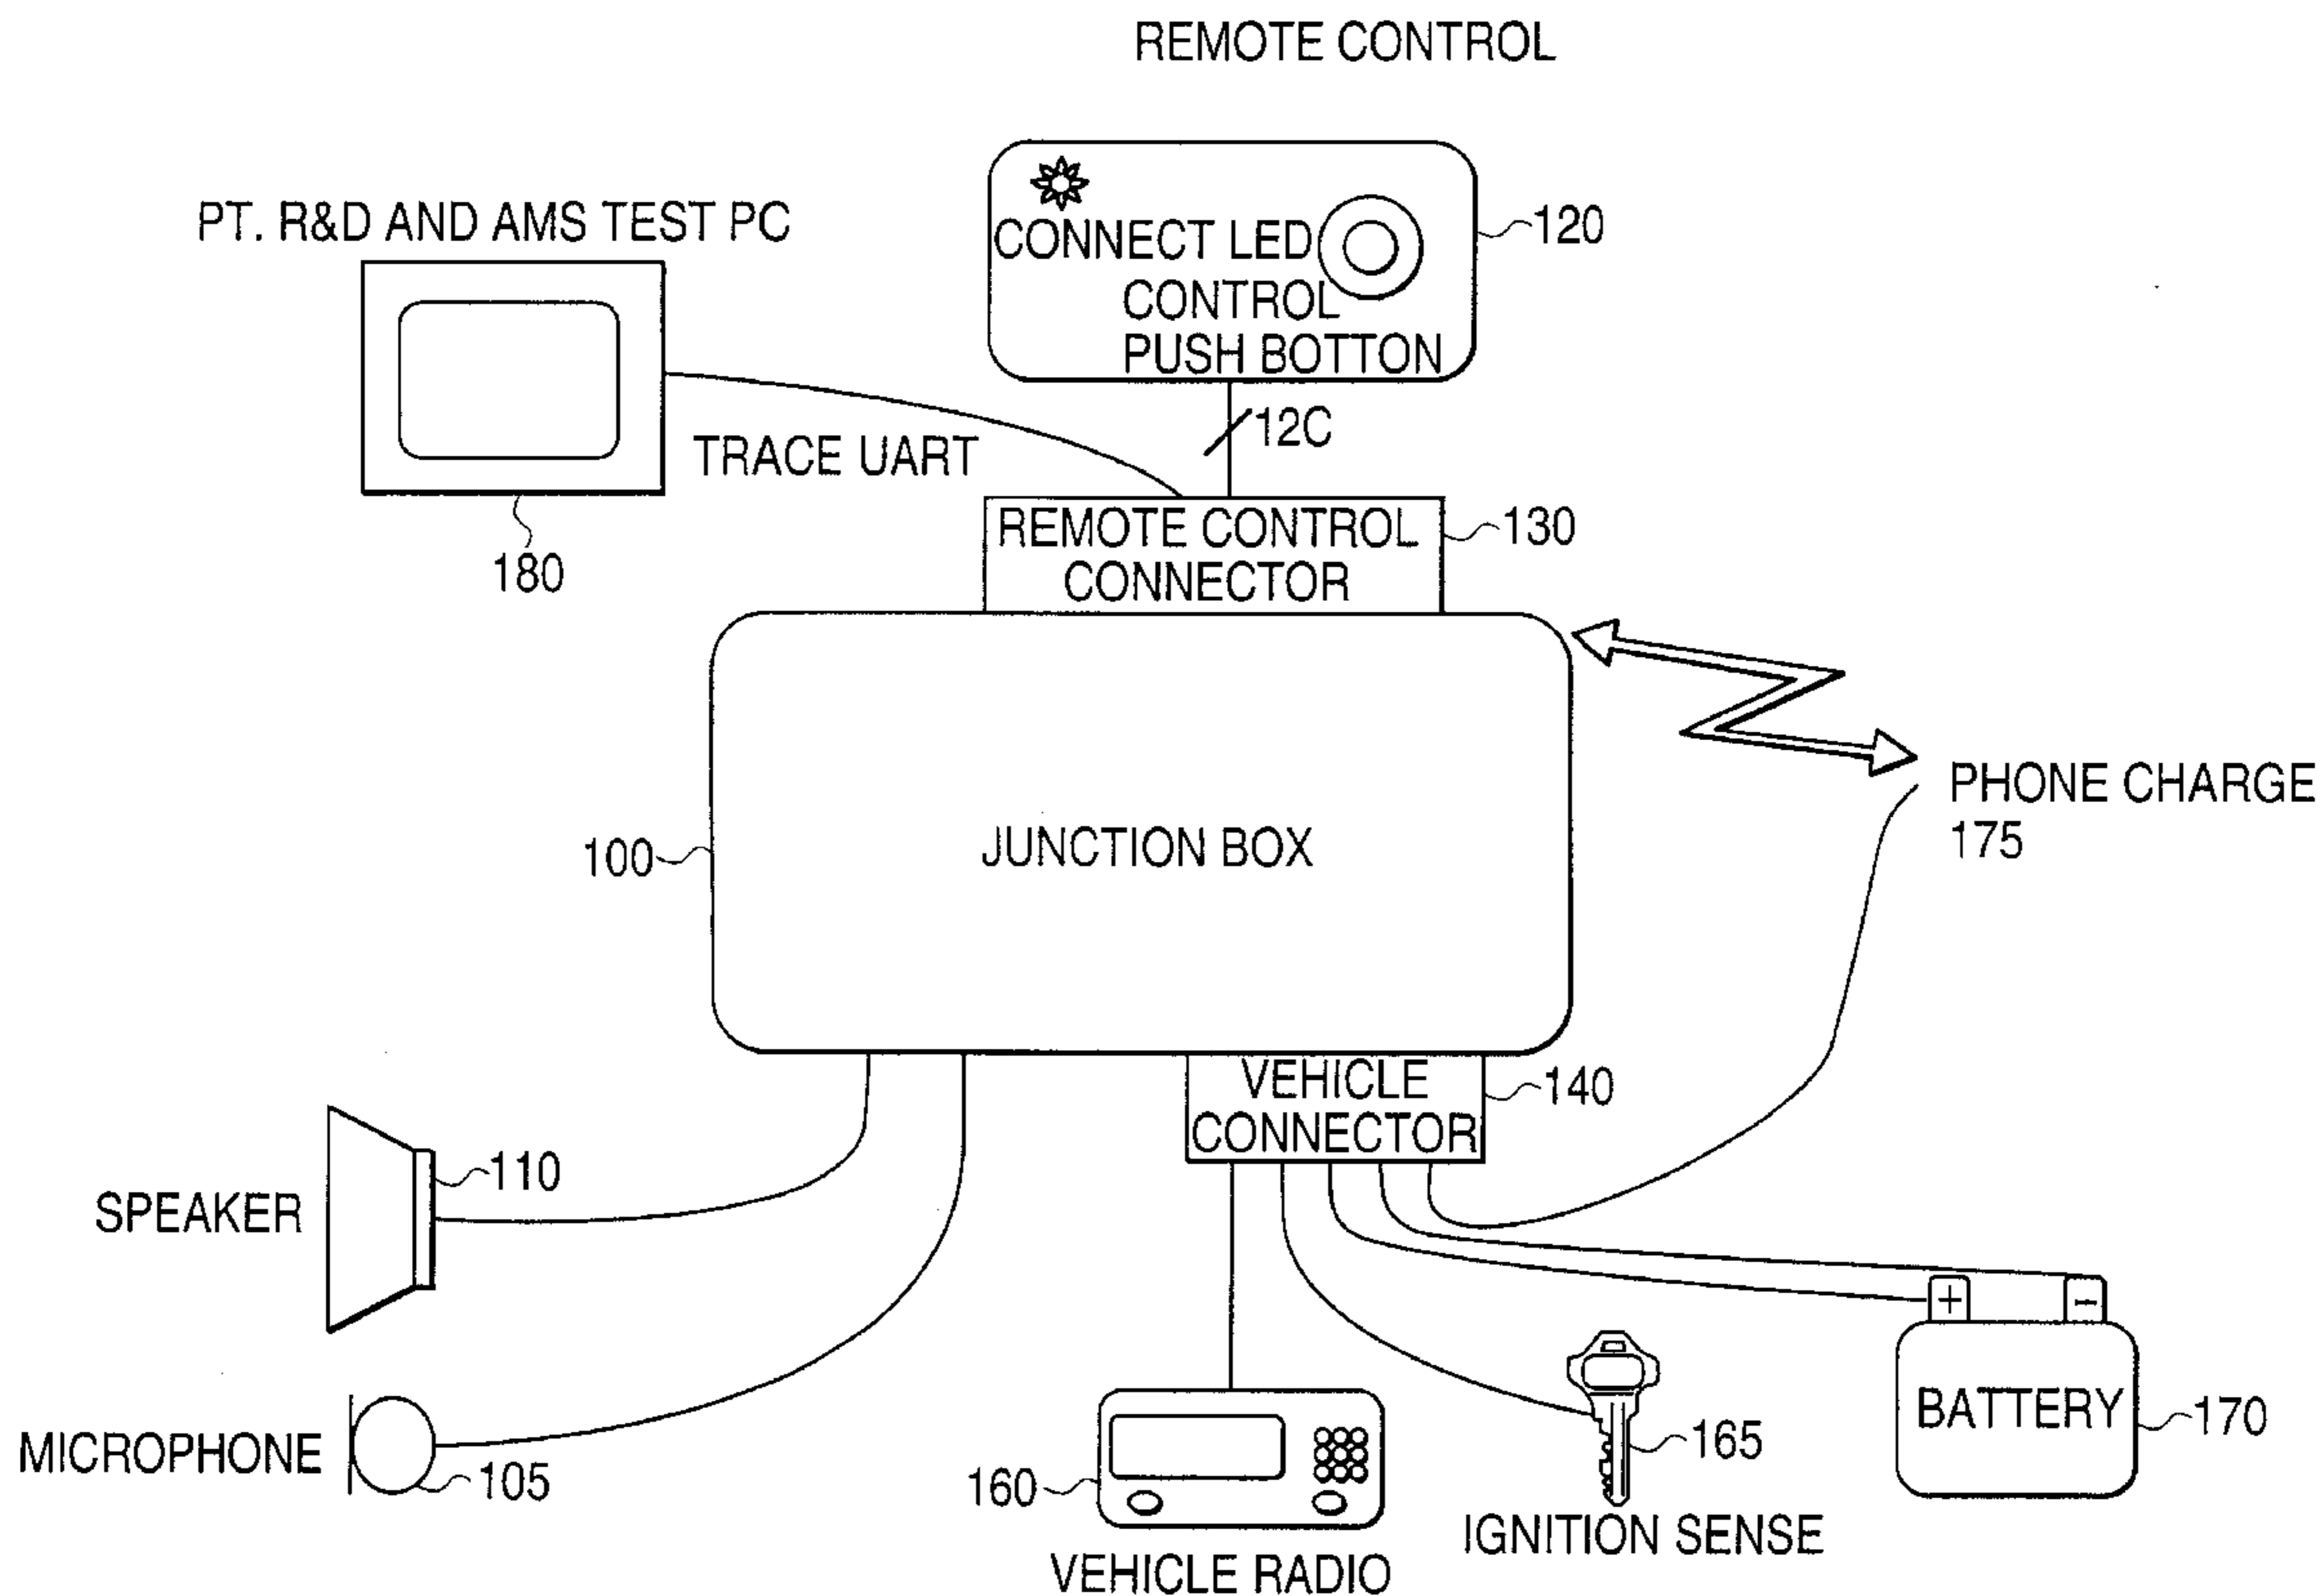 REMOTE CONTROL
PT. R&D AND AMS TEST PC
CONNECT LED
CONTROL
PUSH BOTTON
120
12C
TRACE UART
180
REMOTE CONTROL
CONNECTOR
130
JUNCTION BOX
100
PHONE CHARGE
175
VEHICLE
CONNECTOR
140
SPEAKER
110
MICROPHONE
105
160
VEHICLE RADIO
165
IGNITION SENSE
+
-
BATTERY
170